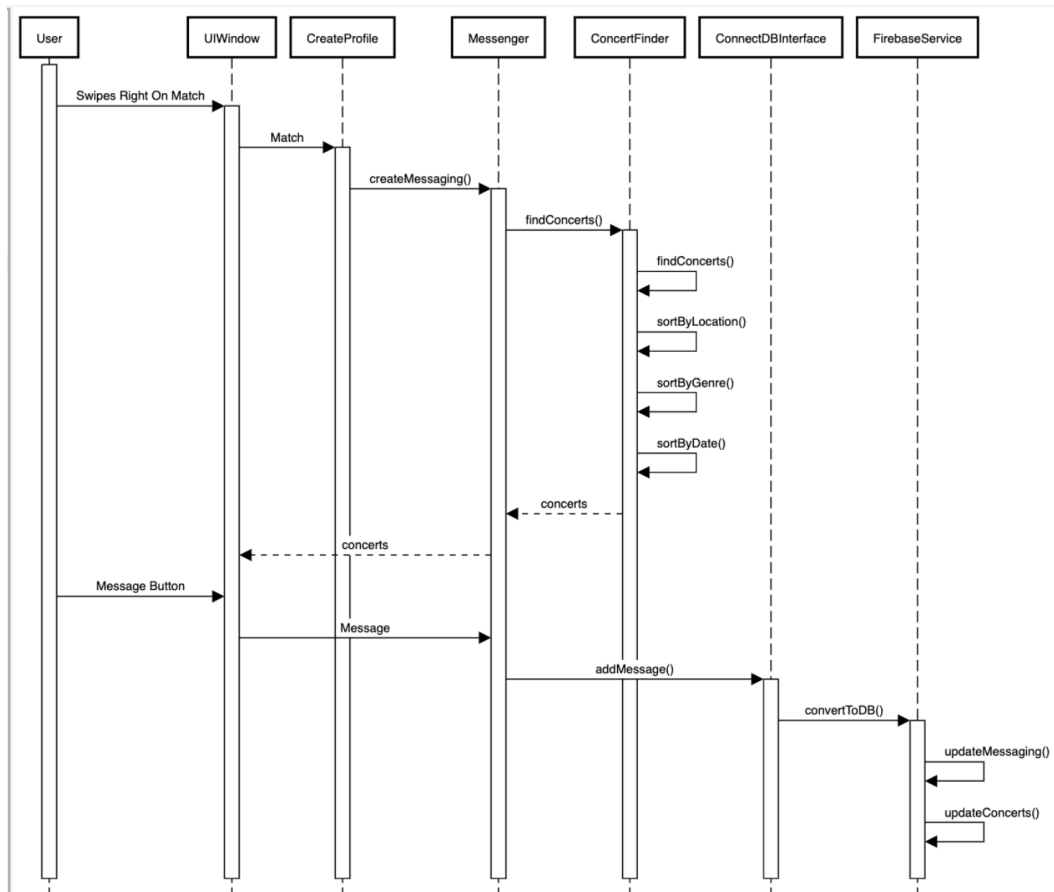 User
UIWindow
CreateProfile
Messenger
ConcertFinder
ConnectDBInterface
FirebaseService
Swipes Right On Match
Match
createMessaging()
findConcerts()
findConcerts()
sortByLocation()
sortByGenre()
sortByDate()
concerts
concerts
Message Button
Message
addMessage()
convertToDB()
updateMessaging()
updateConcerts()